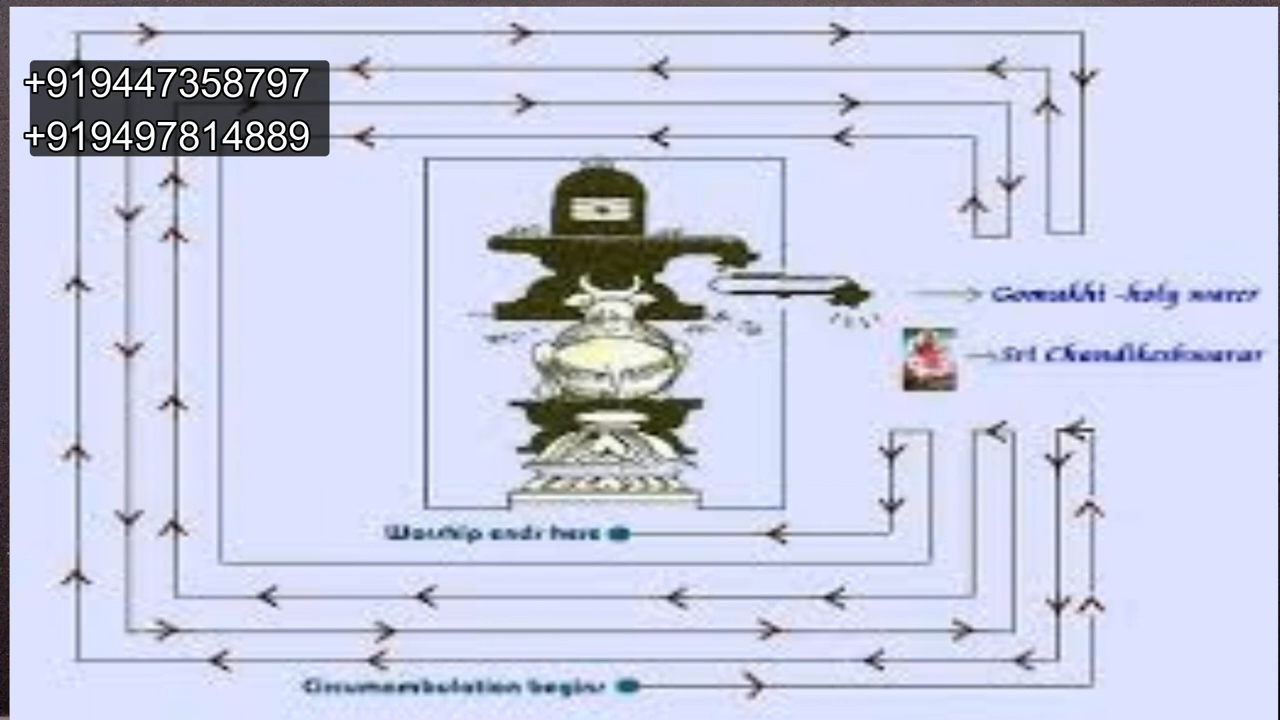 +919447358797
+919497814889
Gomukhi -holy water
Sri Chandikeshwarar
Worship ends here
Circumambulation begins